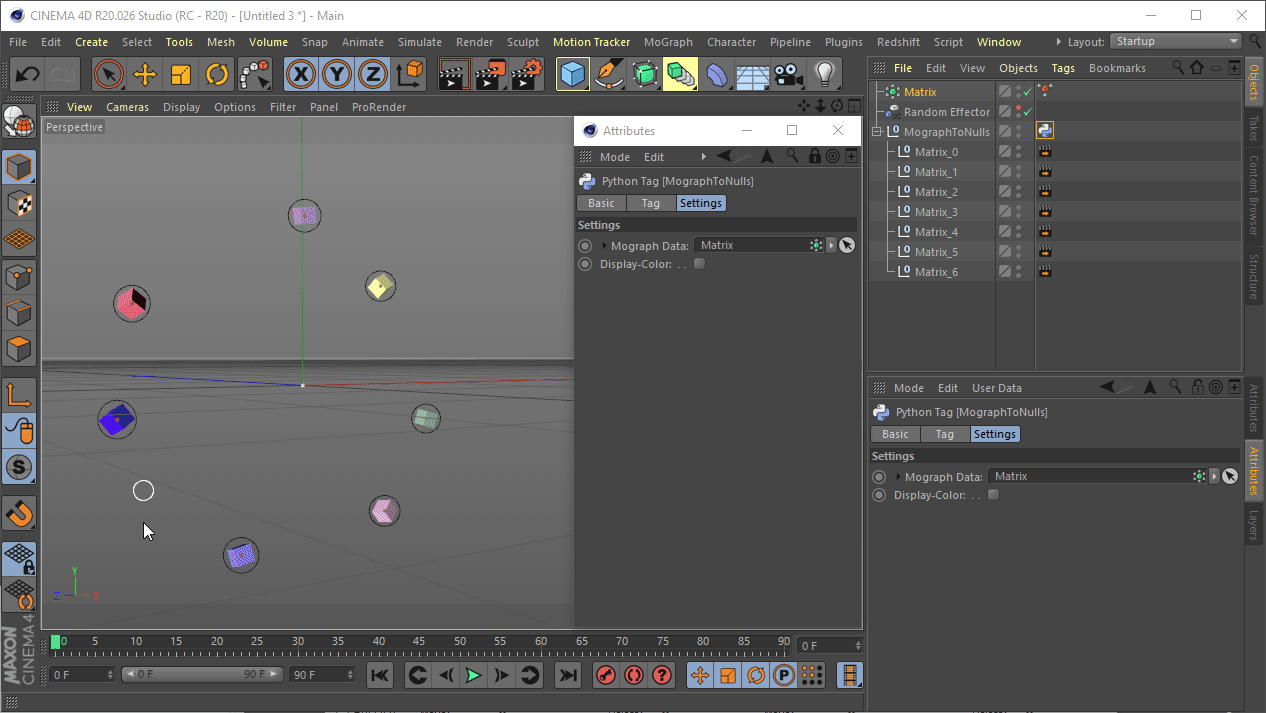 CINEMA 4D R20.026 Studio (RC - R20) - [Untitled 3 *] - Main
File Edit Create Select Tools Mesh Volume Snap Animate Simulate Render Sculpt Motion Tracker MoGraph Character Pipeline Plugins Redshift Script Window Layout: Startup
X Y Z
File Edit View Objects Tags Bookmarks
View Cameras Display Options Filter Panel ProRender
Perspective
Matrix
Random Effector
MographToNulls
Matrix_0
Matrix_1
Matrix_2
Matrix_3
Matrix_4
Matrix_5
Matrix_6
Objects
Takes
Content Browser
Structure
Attributes
Mode Edit
Python Tag [MographToNulls]
Basic Tag Settings
Settings
Mograph Data: Matrix
Display-Color: . .
Mode Edit User Data
Python Tag [MographToNulls]
Basic Tag Settings
Settings
Mograph Data: Matrix
Display-Color: . .
Attributes
Attributes
Layers
S
Y
Z X
0 5 10 15 20 25 30 35 40 45 50 55 60 65 70 75 80 85 90 0 F
0 F 0 F 90 F 90 F
? P
MAXON
CINEMA 4